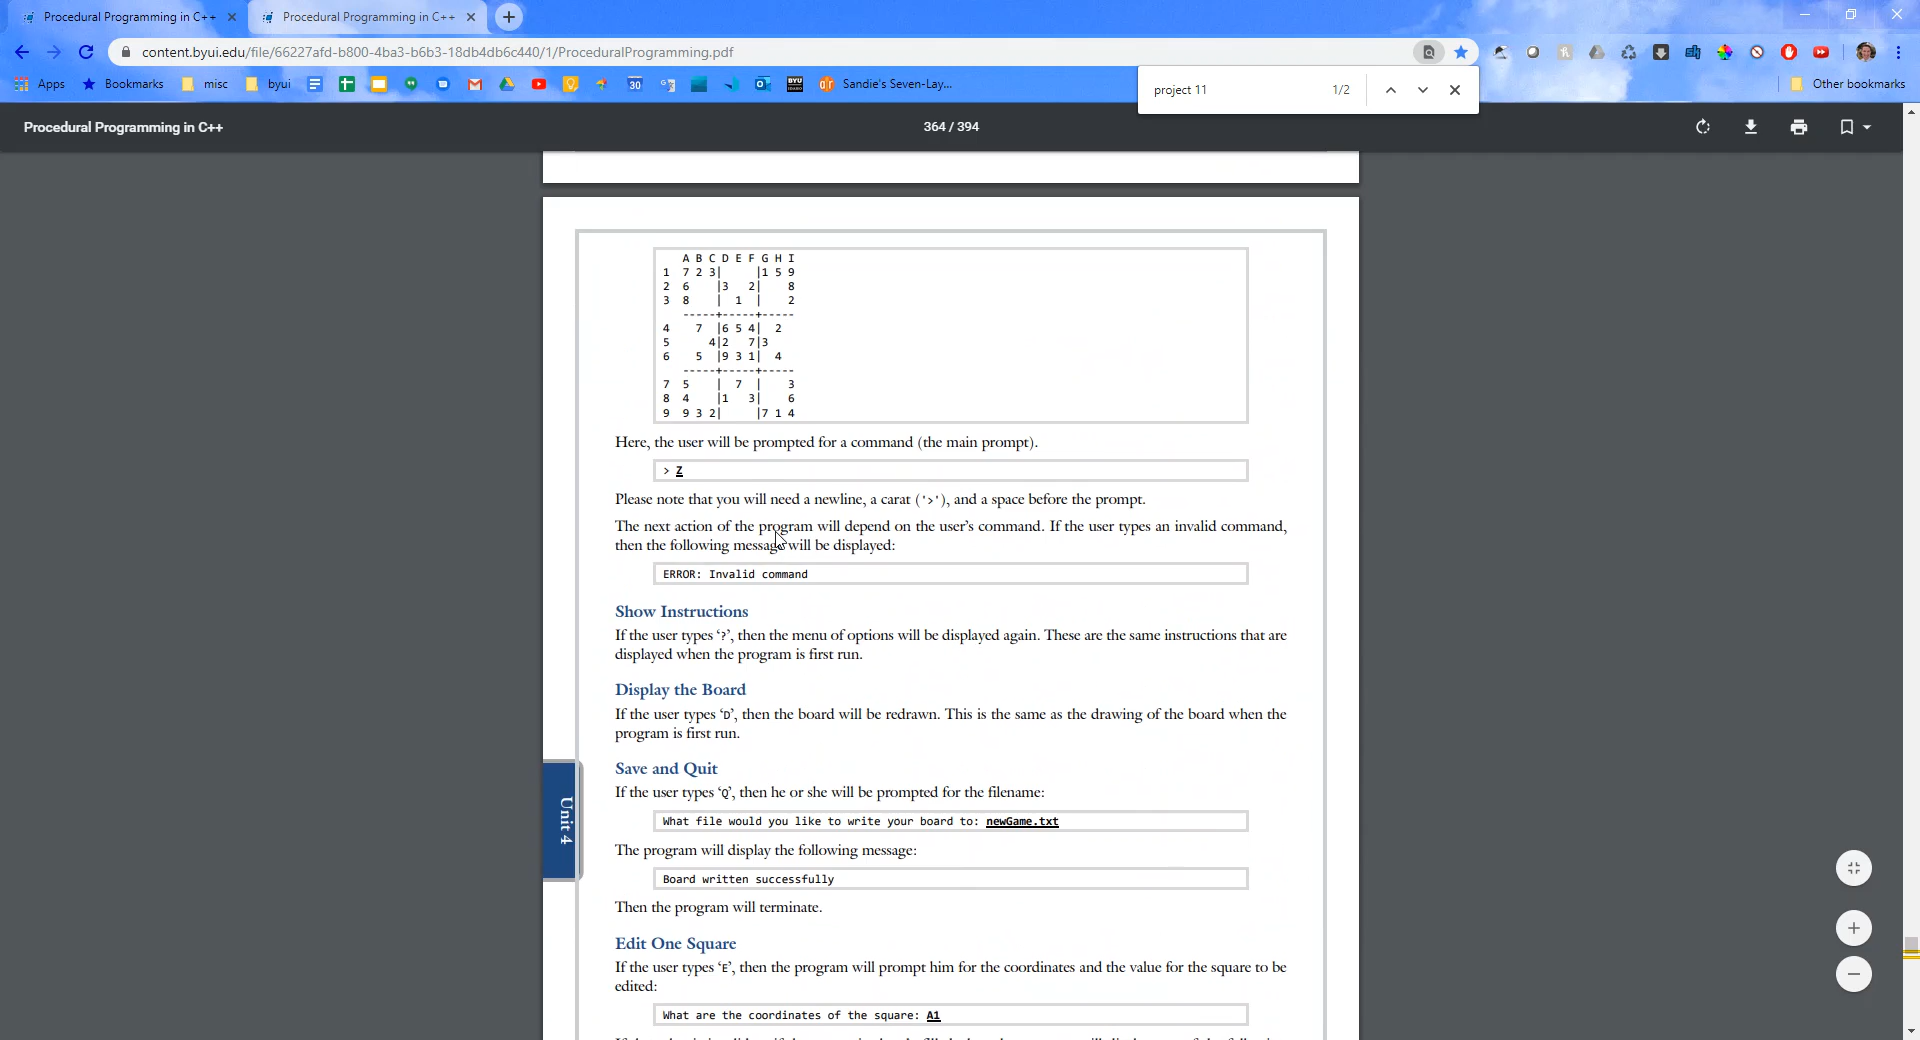 Procedural Programming in C++
Procedural Programming in C++
content.byui.edu/file/66227afd-b800-4ba3-b6b3-18db4db6c440/1/ProceduralProgramming.pdf
Apps Bookmarks misc byui 30 BYU Sandie's Seven-Lay... Other bookmarks
project 11 1/2
Procedural Programming in C++ 364 / 394
A B C D E F G H I
1 7 2 3| |1 5 9
2 6 |3 2| 8
3 8 | 1 | 2
-----+-----+-----
4 7 |6 5 4| 2
5 4|2 7|3
6 5 |9 3 1| 4
-----+-----+-----
7 5 | 7 | 3
8 4 |1 3| 6
9 9 3 2| |7 1 4
Here, the user will be prompted for a command (the main prompt).
> Z
Please note that you will need a newline, a carat ('>'), and a space before the prompt.
The next action of the program will depend on the user's command. If the user types an invalid command,
then the following message will be displayed:
ERROR: Invalid command
Show Instructions
If the user types '?', then the menu of options will be displayed again. These are the same instructions that are
displayed when the program is first run.
Display the Board
If the user types 'D', then the board will be redrawn. This is the same as the drawing of the board when the
program is first run.
Save and Quit
If the user types 'Q', then he or she will be prompted for the filename:
What file would you like to write your board to: newGame.txt
The program will display the following message:
Board written successfully
Then the program will terminate.
Unit 4
Edit One Square
If the user types 'E', then the program will prompt him for the coordinates and the value for the square to be
edited:
What are the coordinates of the square: A1